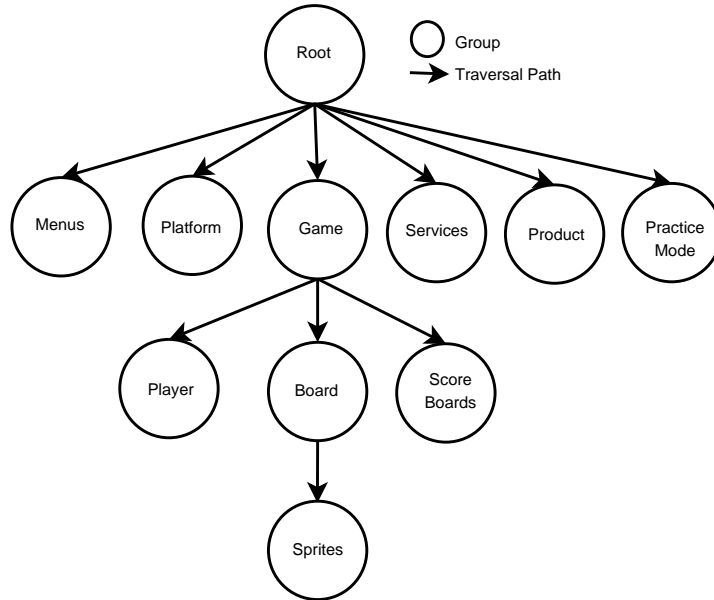 Root
Group
Traversal Path
Menus
Platform
Game
Services
Product
Practice
Mode
Player
Board
Score
Boards
Sprites